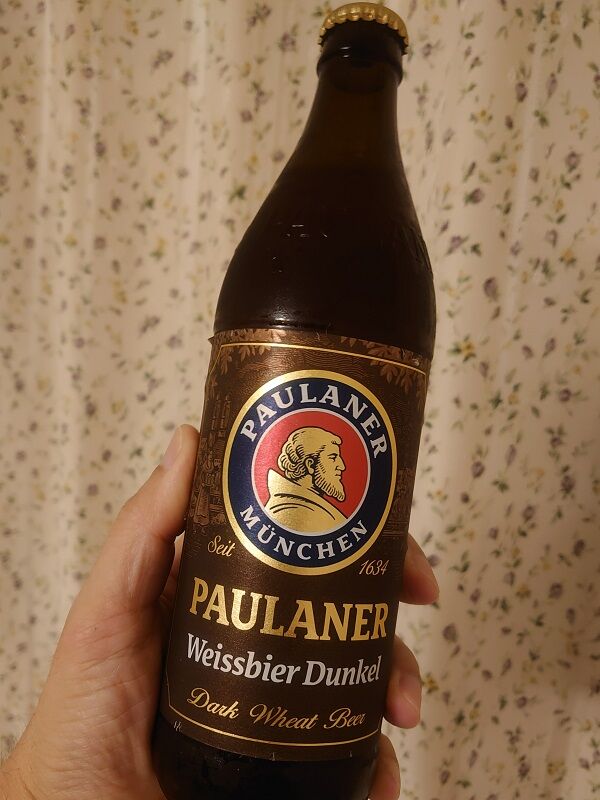 PAULANER
MÜNCHEN
Seit 1634
PAULANER
Weissbier Dunkel
Dark Wheat Beer